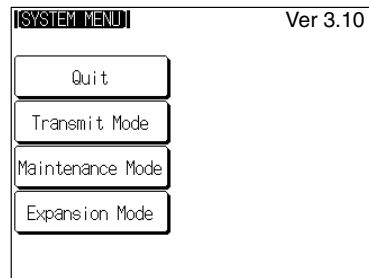 [SYSTEM MENU] Ver 3.10
Quit
Transmit Mode
Maintenance Mode
Expansion Mode